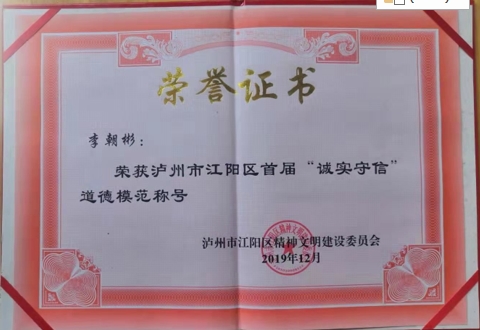 荣誉证书
李朝彬：
荣获泸州市江阳区首届“诚实守信”
道德模范称号
泸州市江阳区精神文明建设委员会
2019年12月